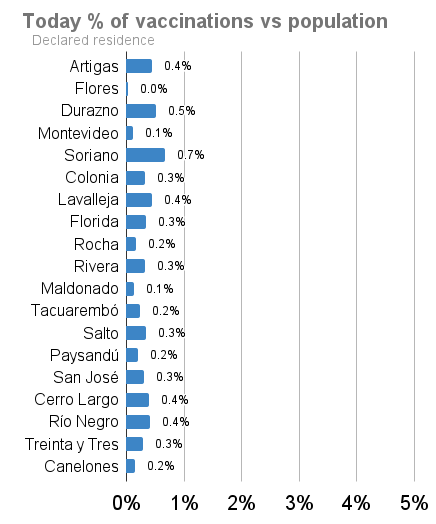 Today % of vaccinations vs population
Declared residence
Artigas 0.4%
Flores 0.0%
Durazno 0.5%
Montevideo 0.1%
Soriano 0.7%
Colonia 0.3%
Lavalleja 0.4%
Florida 0.3%
Rocha 0.2%
Rivera 0.3%
Maldonado 0.1%
Tacuarembó 0.2%
Salto 0.3%
Paysandú 0.2%
San José 0.3%
Cerro Largo 0.4%
Río Negro 0.4%
Treinta y Tres 0.3%
Canelones 0.2%
0% 1% 2% 3% 4% 5%